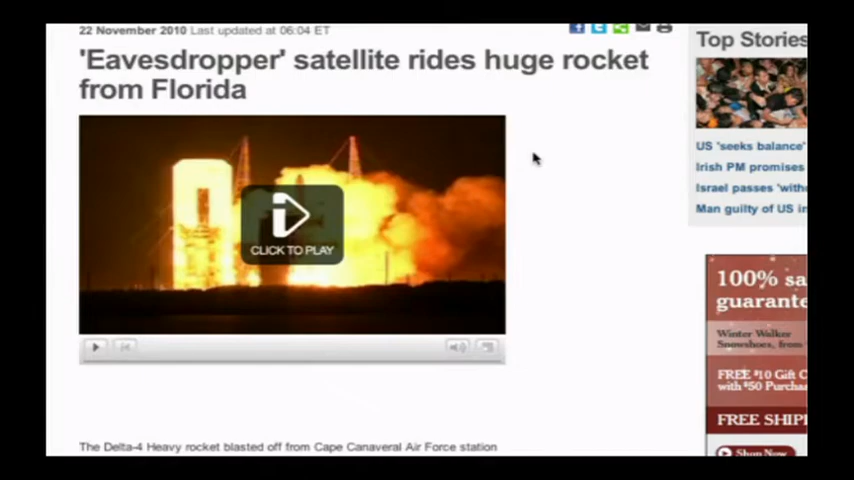 22 November 2010 Last updated at 06:04 ET
'Eavesdropper' satellite rides huge rocket
from Florida
CLICK TO PLAY
The Delta-4 Heavy rocket blasted off from Cape Canaveral Air Force station
Top Stories
US 'seeks balance'
Irish PM promises
Israel passes 'with
Man guilty of US in
100% sa
guarante
Winter Walker
Snowshoes, from
FREE $10 Gift C
with $50 Purcha
FREE SHIP
Shop Now